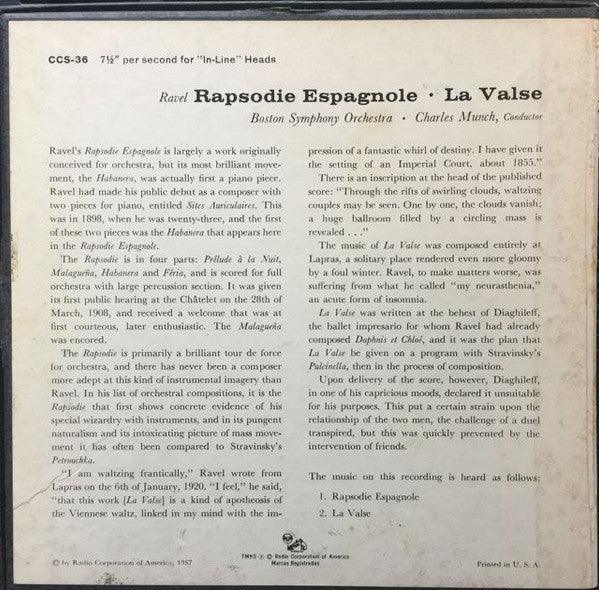 CCS-36 7½" per second for "In-Line" Heads
Ravel Rapsodie Espagnole · La Valse
Boston Symphony Orchestra · Charles Munch, Conductor
Ravel's Rapsodie Espagnole is largely a work originally
conceived for orchestra, but its most brilliant move-
ment, the Habanera, was actually first a piano piece.
Ravel had made his public debut as a composer with
two pieces for piano, entitled Sites Auriculaires. This
was in 1898, when he was twenty-three, and the first
of these two pieces was the Habanera that appears here
in the Rapsodie Espagnole.
The Rapsodie is in four parts: Prélude à la Nuit,
Malagueña, Habanera and Féria, and is scored for full
orchestra with large percussion section. It was given
its first public hearing at the Châtelet on the 28th of
March, 1908, and received a welcome that was at
first courteous, later enthusiastic. The Malagueña
was encored.
The Rapsodie is primarily a brilliant tour de force
for orchestra, and there has never been a composer
more adept at this kind of instrumental imagery than
Ravel. In his list of orchestral compositions, it is the
Rapsodie that first shows concrete evidence of his
special wizardry with instruments, and in its pungent
naturalism and its intoxicating picture of mass move-
ment it has often been compared to Stravinsky's
Petrouchka.
"I am waltzing frantically," Ravel wrote from
Lapras on the 6th of January, 1920. "I feel," he said,
"that this work [La Valse] is a kind of apotheosis of
the Viennese waltz, linked in my mind with the im-
pression of a fantastic whirl of destiny. I have given it
the setting of an Imperial Court, about 1855."
There is an inscription at the head of the published
score: "Through the rifts of swirling clouds, waltzing
couples may be seen. One by one, the clouds vanish;
a huge ballroom filled by a circling mass is
revealed . . ."
The music of La Valse was composed entirely at
Lapras, a solitary place rendered even more gloomy
by a foul winter. Ravel, to make matters worse, was
suffering from what he called "my neurasthenia,"
an acute form of insomnia.
La Valse was written at the behest of Diaghileff,
the ballet impresario for whom Ravel had already
composed Daphnis et Chloé, and it was the plan that
La Valse be given on a program with Stravinsky's
Pulcinella, then in the process of composition.
Upon delivery of the score, however, Diaghileff,
in one of his capricious moods, declared it unsuitable
for his purposes. This put a certain strain upon the
relationship of the two men, the challenge of a duel
transpired, but this was quickly prevented by the
intervention of friends.
The music on this recording is heard as follows:
1. Rapsodie Espagnole
2. La Valse
© by Radio Corporation of America, 1957
TMKS ® © Radio Corporation of America
Marcas Registradas
Printed in U. S. A.